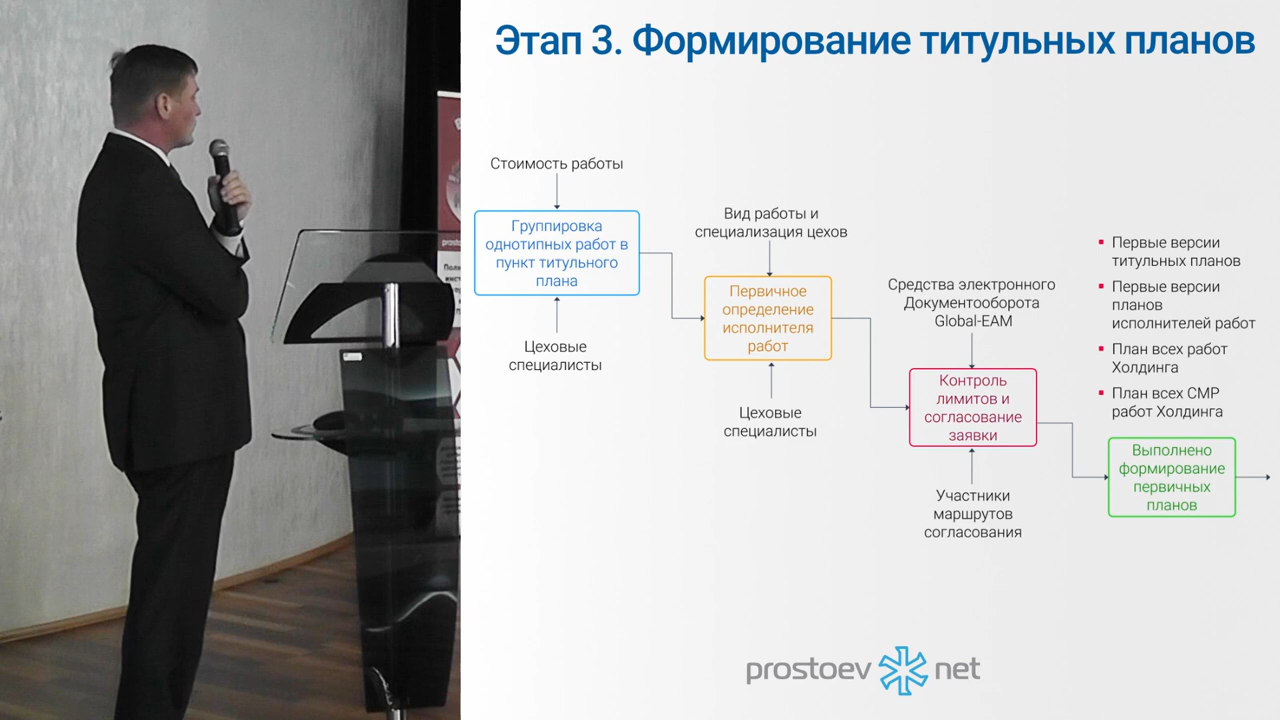 Этап 3. Формирование титульных планов
Стоимость работы
Группировка
однотипных работ в
пункт титульного
плана
Цеховые
специалисты
Вид работы и
специализация цехов
Первичное
определение
исполнителя
работ
Цеховые
специалисты
Средства электронного
Документооборота
Global-EAM
Контроль
лимитов и
согласование
заявки
Участники
маршрутов
согласования
Первые версии
титульных планов
Первые версии
планов
исполнителей работ
План всех работ
Холдинга
План всех СМР
работ Холдинга
Выполнено
формирование
первичных
планов
prostoev net